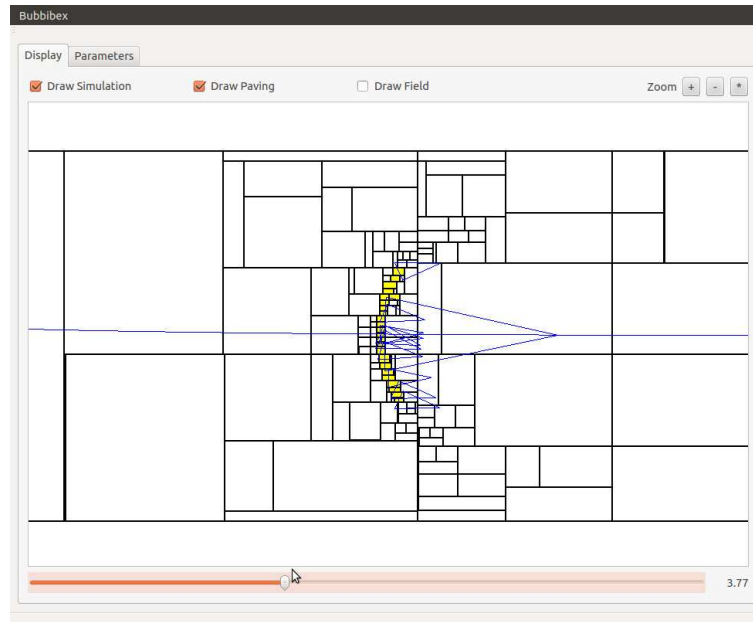 Bubbibex
Display Parameters
Draw Simulation Draw Paving Draw Field Zoom + - *
3.77